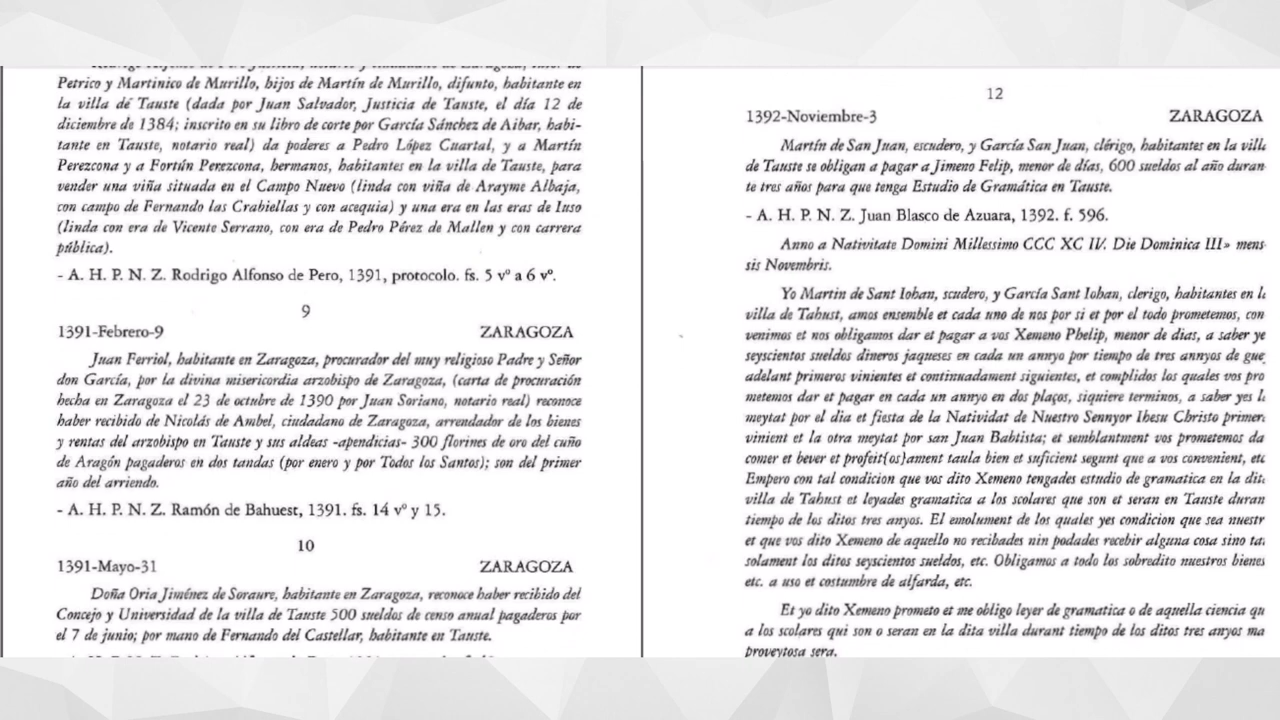 Petrico y Martinico de Murillo, hijos de Martín de Murillo, difunto, habitante en
la villa de Tauste (dada por Juan Salvador, Justicia de Tauste, el día 12 de
diciembre de 1384; inscrito en su libro de corte por García Sánchez de Aibar, habi-
tante en Tauste, notario real) da poderes a Pedro López Cuartal, y a Martín
Perezcona y a Fortún Perezcona, hermanos, habitantes en la villa de Tauste, para
vender una viña situada en el Campo Nuevo (linda con viña de Arayme Albaja,
con campo de Fernando las Crabiellas y con acequia) y una era en las eras de Iuso
(linda con era de Vicente Serrano, con era de Pedro Pérez de Mallen y con carrera
pública).
- A. H. P. N. Z. Rodrigo Alfonso de Pero, 1391, protocolo. fs. 5 vº a 6 vº.
9
1391-Febrero-9 ZARAGOZA
Juan Ferriol, habitante en Zaragoza, procurador del muy religioso Padre y Señor
don García, por la divina misericordia arzobispo de Zaragoza, (carta de procuración
hecha en Zaragoza el 23 de octubre de 1390 por Juan Soriano, notario real) reconoce
haber recibido de Nicolás de Ambel, ciudadano de Zaragoza, arrendador de los bienes
y rentas del arzobispo en Tauste y sus aldeas -apendicias- 300 florines de oro del cuño
de Aragón pagaderos en dos tandas (por enero y por Todos los Santos); son del primer
año del arriendo.
- A. H. P. N. Z. Ramón de Bahuest, 1391. fs. 14 vº y 15.
10
1391-Mayo-31 ZARAGOZA
Doña Oria Jiménez de Soraure, habitante en Zaragoza, reconoce haber recibido del
Concejo y Universidad de la villa de Tauste 500 sueldos de censo anual pagaderos por
el 7 de junio; por mano de Fernando del Castellar, habitante en Tauste.
12
1392-Noviembre-3 ZARAGOZA
Martín de San Juan, escudero, y García San Juan, clérigo, habitantes en la villa
de Tauste se obligan a pagar a Jimeno Felip, menor de días, 600 sueldos al año duran-
te tres años para que tenga Estudio de Gramática en Tauste.
- A. H. P. N. Z. Juan Blasco de Azuara, 1392. f. 596.
Anno a Nativitate Domini Millessimo CCC XC IV. Die Dominica III» mens-
sis Novembris.
Yo Martin de Sant Iohan, scudero, y García Sant Iohan, clerigo, habitantes en la
villa de Tahust, amos ensemble et cada uno de nos por si et por el todo prometemos, con
venimos et nos obligamos dar et pagar a vos Xemeno Phelip, menor de dias, a saber ye
seyscientos sueldos dineros jaqueses en cada un annyo por tiempo de tres annyos de gue
adelant primeros vinientes et continuadament siguientes, et complidos los quales vos pro
metemos dar et pagar en cada un annyo en dos plaços, siquiere terminos, a saber yes la
meytat por el dia et fiesta de la Natividat de Nuestro Sennyor Ihesu Christo primera
vinient et la otra meytat por san Juan Babtista; et semblantment vos prometemos da
comer et bever et profeit{os}ament taula bien et suficient segunt que a vos convenient, etc
Empero con tal condicion que vos dito Xemeno tengades estudio de gramatica en la dita
villa de Tahust et leyades gramatica a los scolares que son et seran en Tauste duran
tiempo de los ditos tres anyos. El emolument de los quales yes condicion que sea nuestr
et que vos dito Xemeno de aquello no recibades nin podades recebir alguna cosa sino tan
solament los ditos seyscientos sueldos, etc. Obligamos a todo los sobredito nuestros bienes
etc. a uso et costumbre de alfarda, etc.
Et yo dito Xemeno prometo et me obligo leyer de gramatica o de aquella ciencia qu
a los scolares qui son o seran en la dita villa durant tiempo de los ditos tres anyos ma
proveytosa sera.